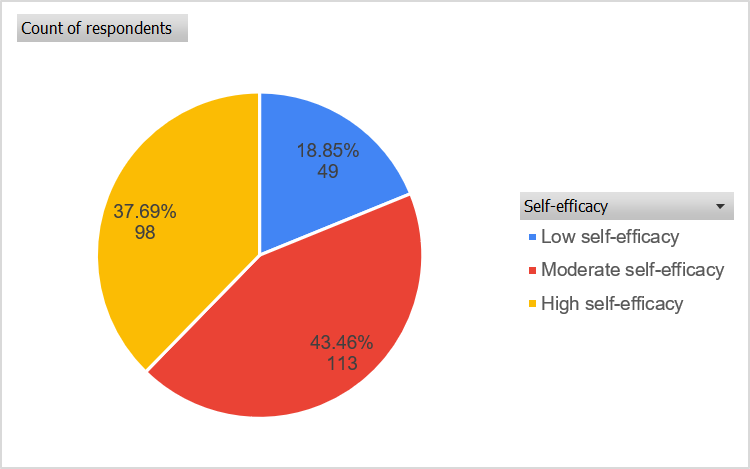 Count of respondents
18.85%
49
37.69%
98
43.46%
113
Self-efficacy
Low self-efficacy
Moderate self-efficacy
High self-efficacy